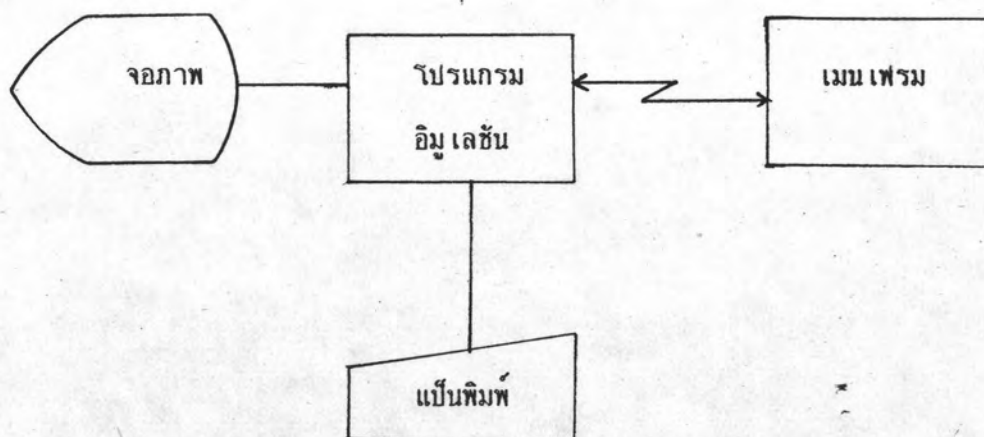 จอภาพ
โปรแกรม
อิมูเลชัน
เมนเฟรม
แป้นพิมพ์